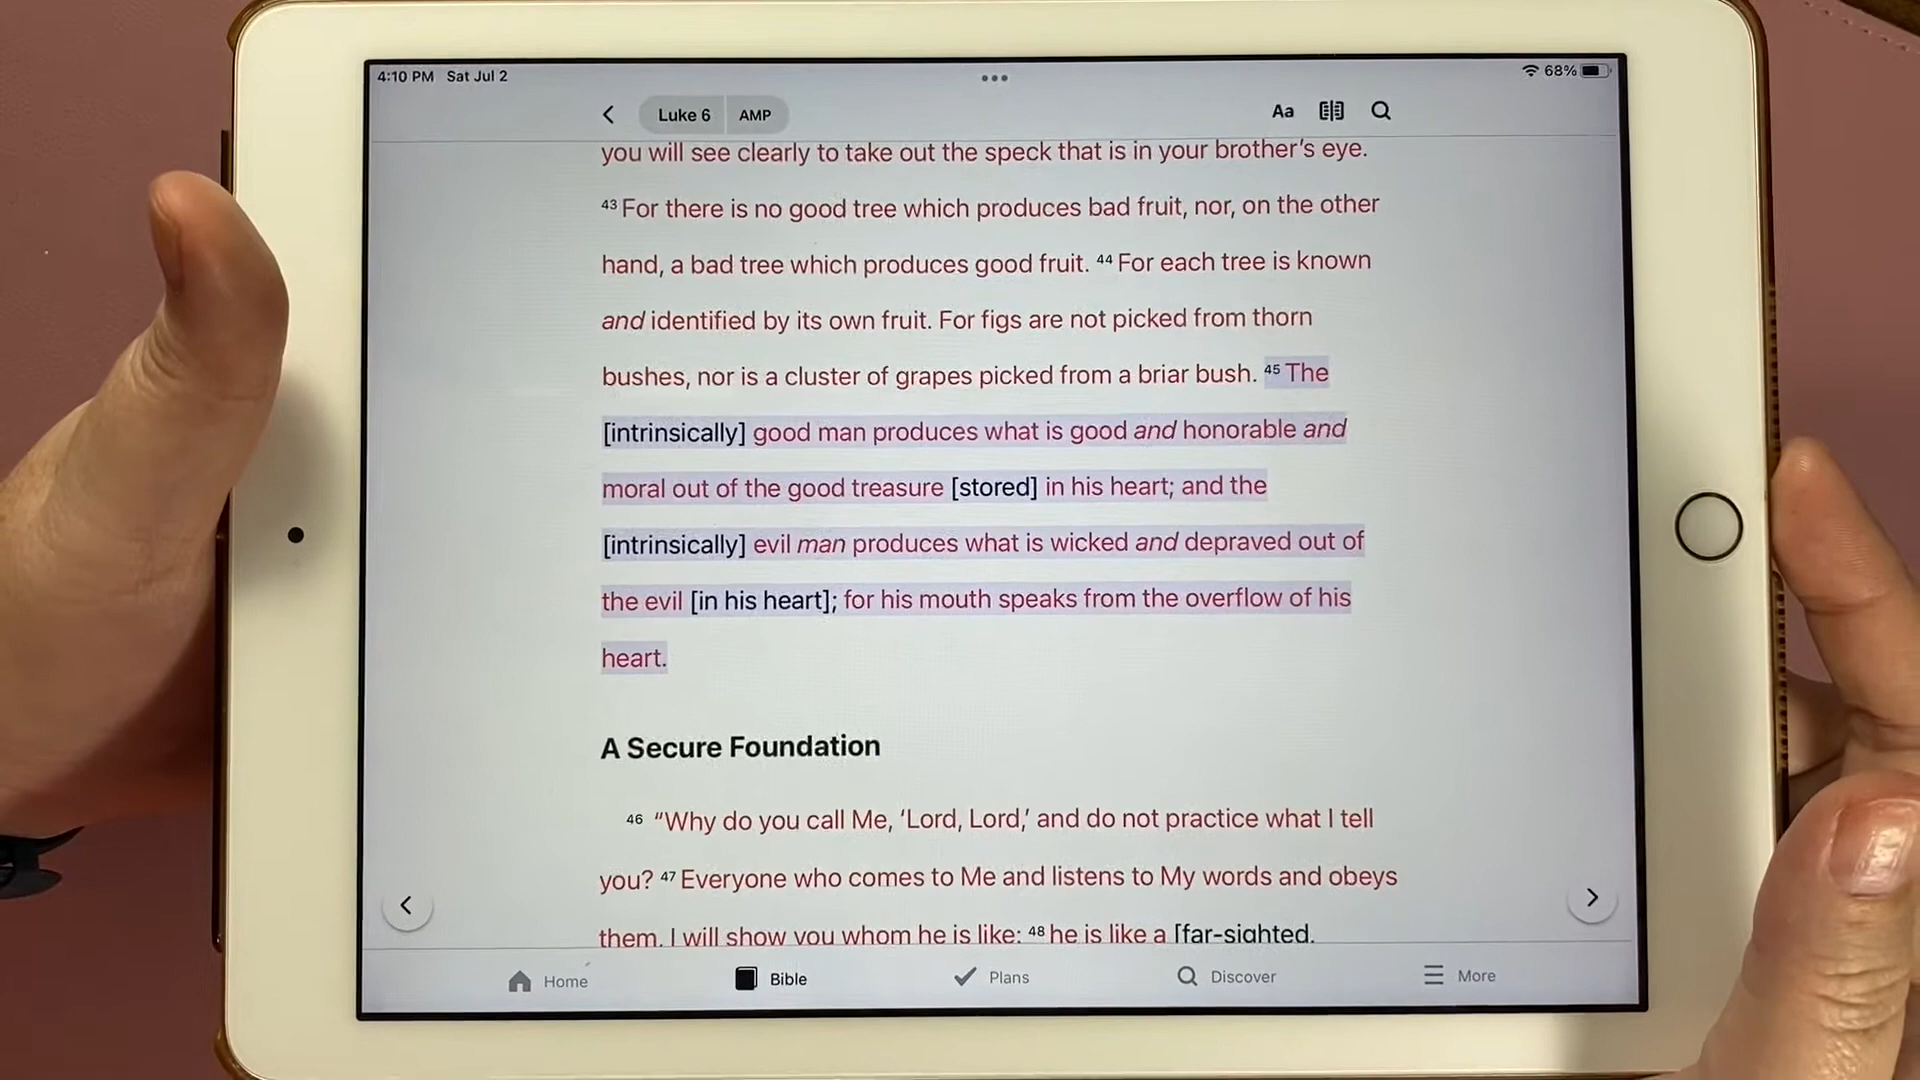 4:10 PM Sat Jul 2
68%
Luke 6 AMP
Aa
you will see clearly to take out the speck that is in your brother’s eye.
43 For there is no good tree which produces bad fruit, nor, on the other
hand, a bad tree which produces good fruit. 44 For each tree is known
and identified by its own fruit. For figs are not picked from thorn
bushes, nor is a cluster of grapes picked from a briar bush. 45 The
[intrinsically] good man produces what is good and honorable and
moral out of the good treasure [stored] in his heart; and the
[intrinsically] evil man produces what is wicked and depraved out of
the evil [in his heart]; for his mouth speaks from the overflow of his
heart.
A Secure Foundation
46 “Why do you call Me, ‘Lord, Lord,’ and do not practice what I tell
you? 47 Everyone who comes to Me and listens to My words and obeys
them, I will show you whom he is like: 48 he is like a [far-sighted,
Home Bible Plans Discover More